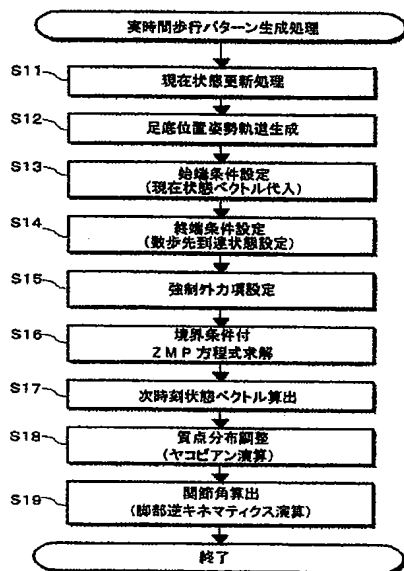 実時間歩行パターン生成処理
S11
現在状態更新処理
S12
足底位置姿勢軌道生成
S13
始端条件設定
(現在状態ベクトル代入)
S14
終端条件設定
(散歩先到達状態設定)
S15
強制外力項設定
S16
境界条件付
ZMP方程式求解
S17
次時刻状態ベクトル算出
S18
質点分布調整
(ヤコビアン演算)
S19
関節角算出
(脚部逆キネマティクス演算)
終了